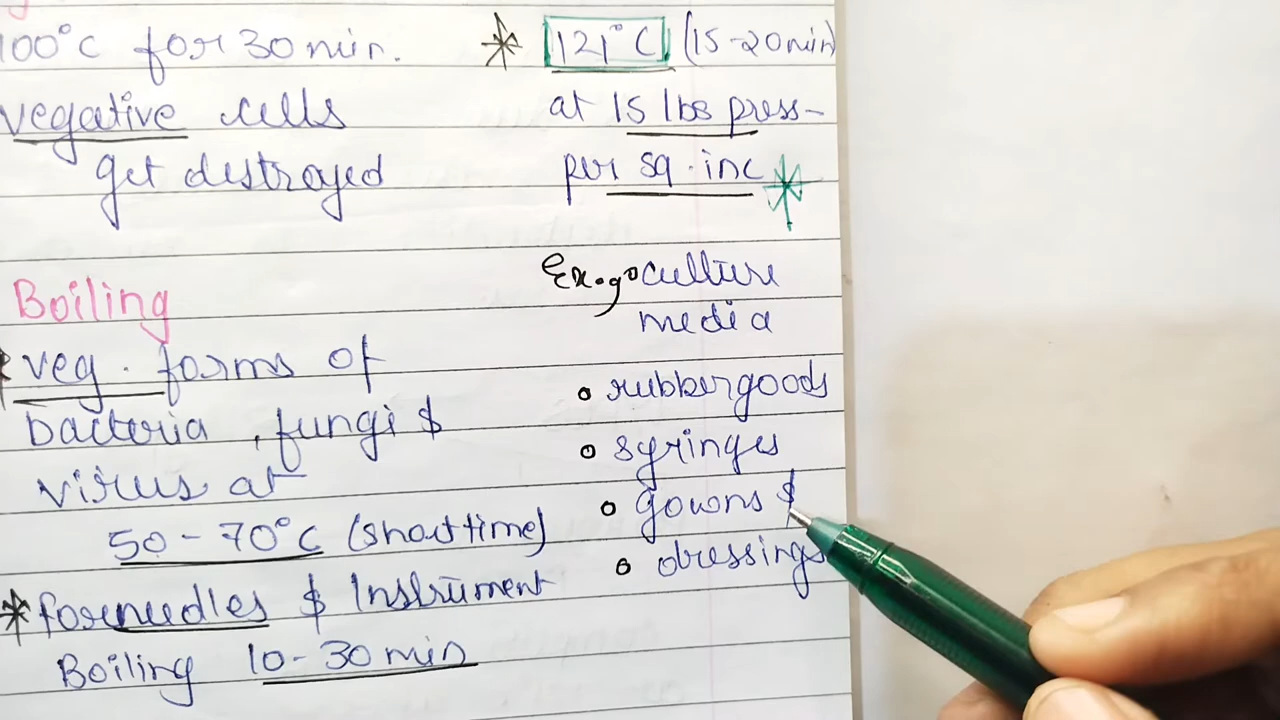 100°C for 30 min.
vegative cells
get destroyed
Boiling
* veg. forms of
bacteria, fungi &
virus at
50-70°C (short time)
* for needles & Instrument
Boiling 10-30 min
* 121°C (15-20 min)
at 15 lbs press-
per sq. inc *
Ex.g° culture
media
° rubber goods
° syringes
° gowns &
° dressings